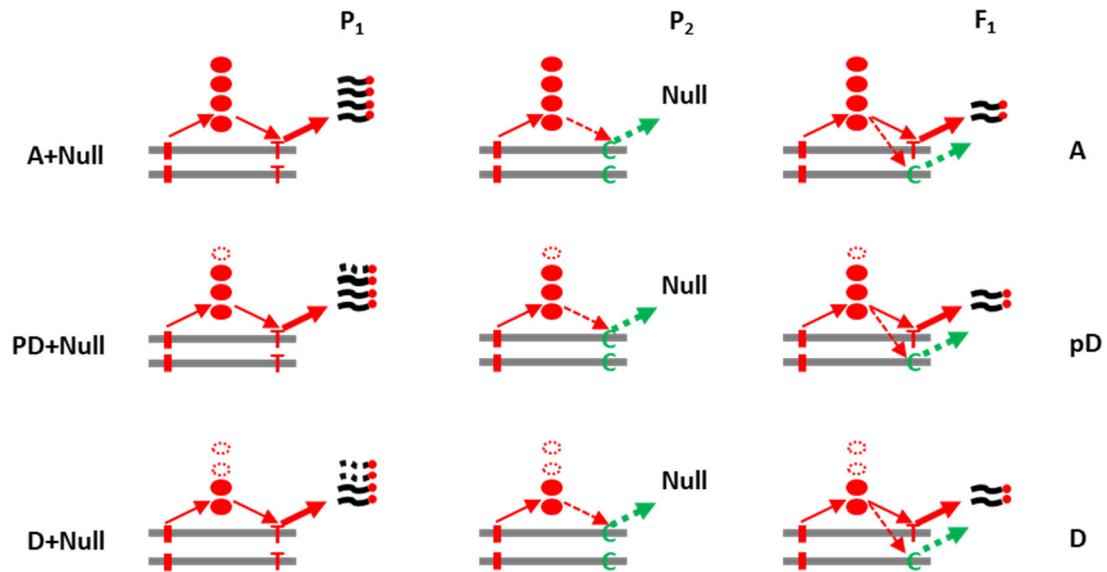 P1 P2 F1
Null
A+Null T T C C T C A
Null
PD+Null T T C C T C pD
Null
D+Null T T C C T C D